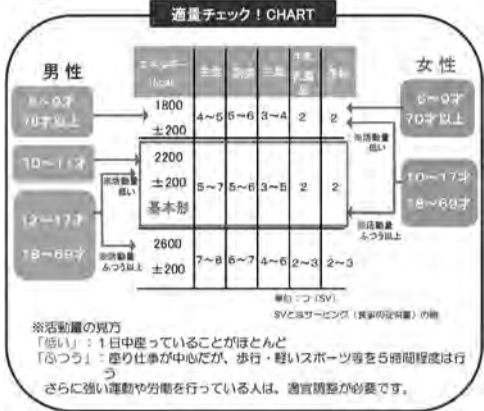 適量チェック！CHART
男性
女性
エネルギー
(kcal)
主食
副菜
主菜
牛乳・
乳製品
果物
6～9才
70才以上
1800
±200
4～5
5～6
3～4
2
2
6～9才
70才以上
※活動量
低い
10～11才
※活動量
低い
2200
±200
基本形
5～7
5～6
3～5
2
2
10～17才
18～69才
※活動量
ふつう以上
12～17才
18～69才
※活動量
ふつう以上
2600
±200
7～8
6～7
4～6
2～3
2～3
単位：つ（SV）
SVとはサービング（食事の提供量）の略
※活動量の見方
「低い」：１日中座っていることがほとんど
「ふつう」：座り仕事が中心だが、歩行・軽いスポーツ等を５時間程度は行
う
さらに強い運動や労働を行っている人は、適宜調整が必要です。